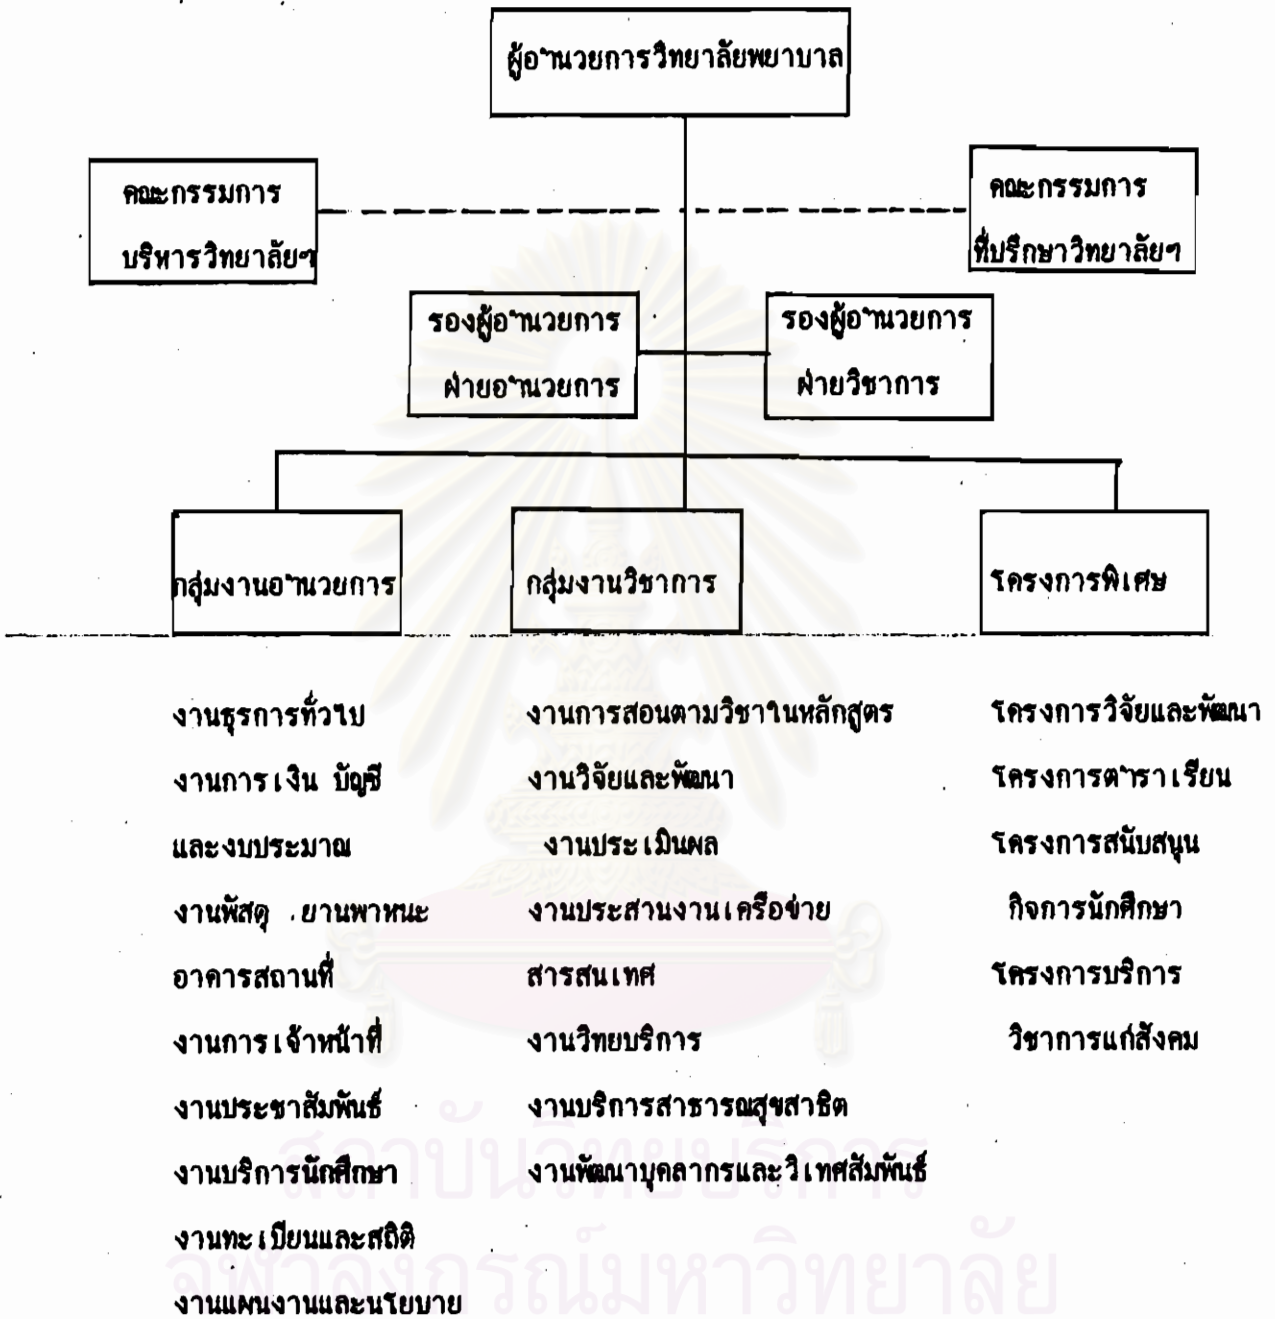 ผู้อำนวยการวิทยาลัยพยาบาล
คณะกรรมการ
บริหารวิทยาลัยฯ
คณะกรรมการ
ที่ปรึกษาวิทยาลัยฯ
รองผู้อำนวยการ
ฝ่ายอำนวยการ
รองผู้อำนวยการ
ฝ่ายวิชาการ
กลุ่มงานอำนวยการ
กลุ่มงานวิชาการ
โครงการพิเศษ
งานธุรการทั่วไป
งานการเงิน บัญชี
และงบประมาณ
งานพัสดุ ยานพาหนะ
อาคารสถานที่
งานการเจ้าหน้าที่
งานประชาสัมพันธ์
งานบริการนักศึกษา
งานทะเบียนและสถิติ
งานแผนงานและนโยบาย
งานการสอนตามวิชาในหลักสูตร
งานวิจัยและพัฒนา
งานประเมินผล
งานประสานงานเครือข่าย
สารสนเทศ
งานวิทยบริการ
งานบริการสาธารณสุขสาธิต
งานพัฒนาบุคลากรและวิเทศสัมพันธ์
โครงการวิจัยและพัฒนา
โครงการตำราเรียน
โครงการสนับสนุน
กิจการนักศึกษา
โครงการบริการ
วิชาการแก่สังคม
สถาบันวิทยบริการ
จุฬาลงกรณ์มหาวิทยาลัย